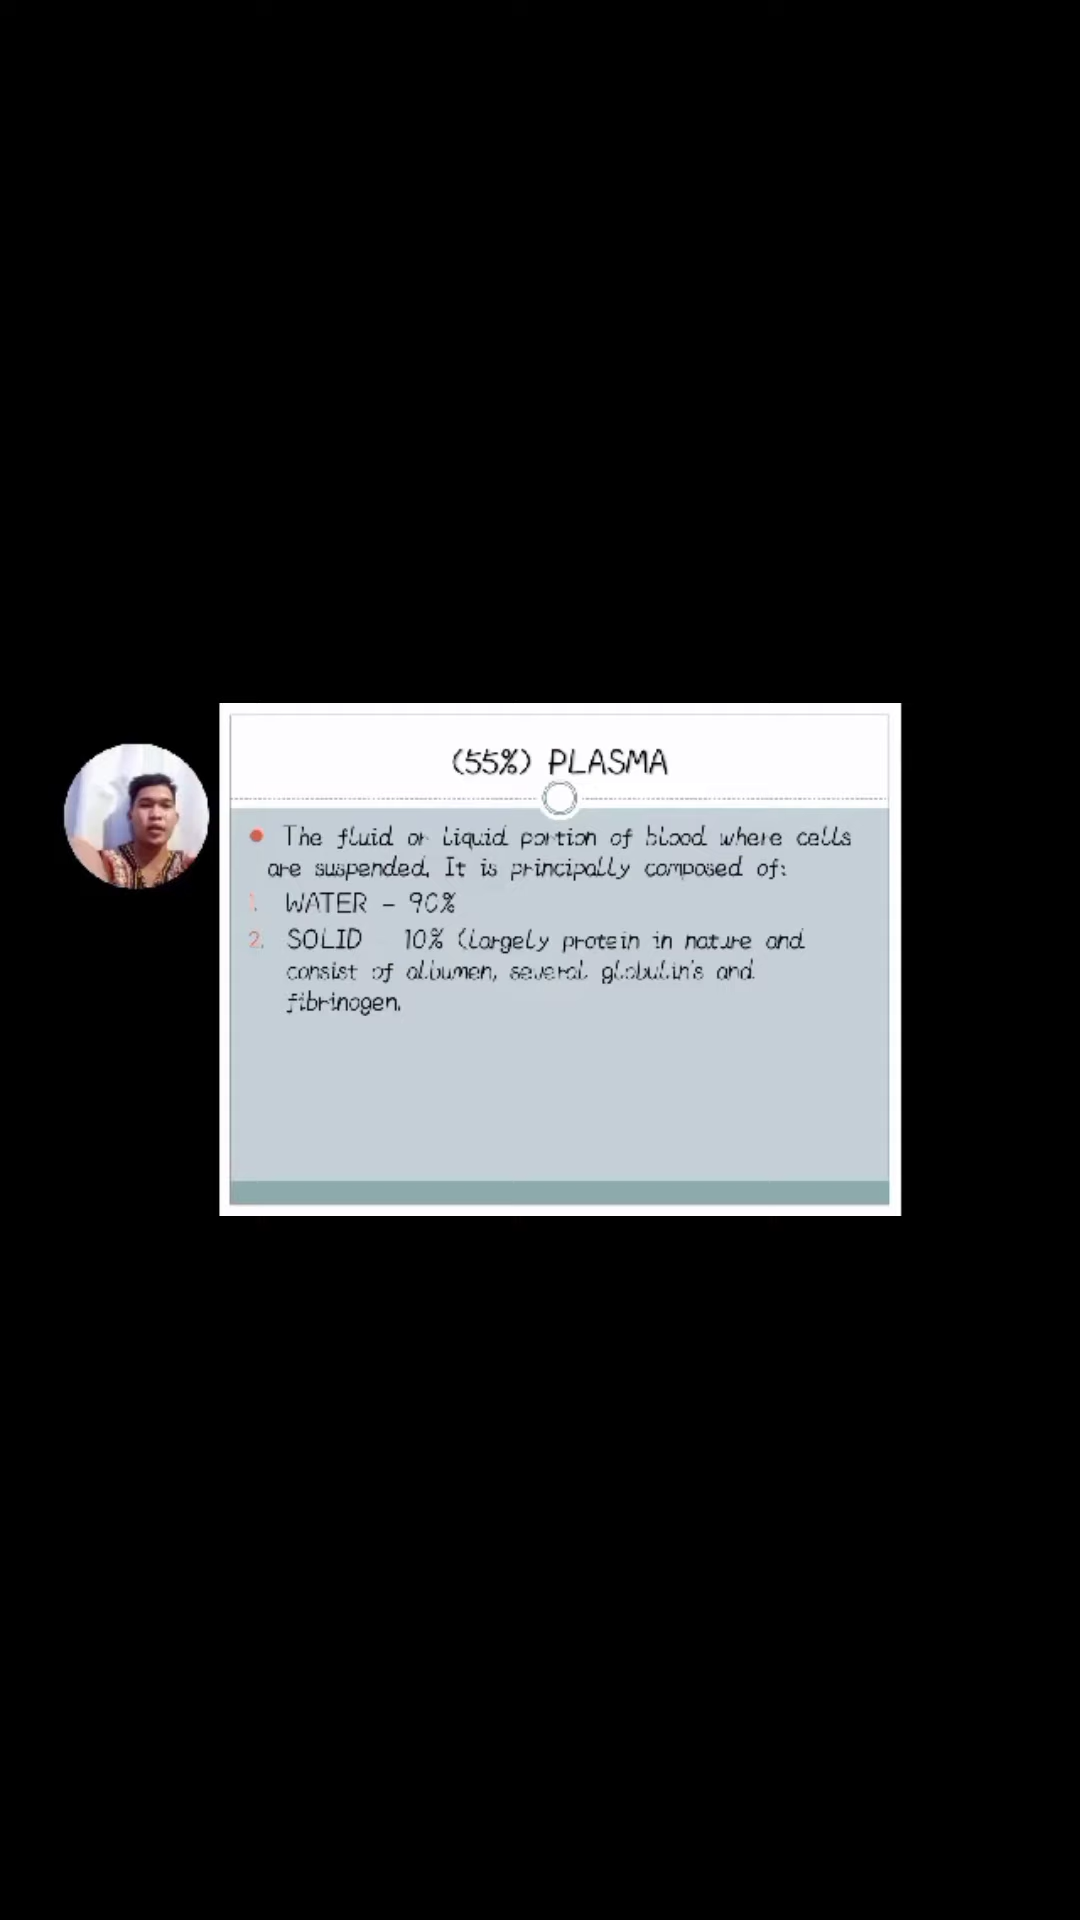 (55%) PLASMA
• The fluid or liquid portion of blood where cells
are suspended. It is principally composed of:
1. WATER – 90%
2. SOLID – 10% (largely protein in nature and
consist of albumen, several globulin's and
fibrinogen.